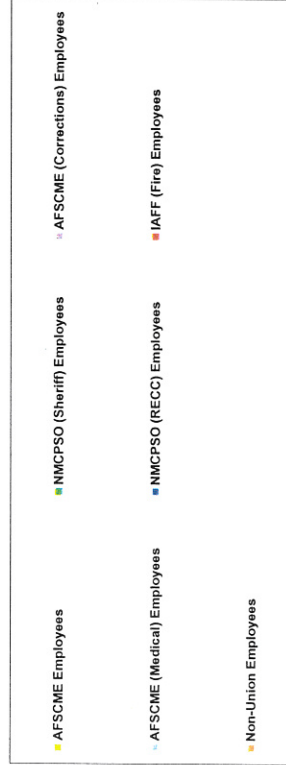 AFSCME Employees
NMCPSO (Sheriff) Employees
AFSCME (Corrections) Employees
AFSCME (Medical) Employees
NMCPSO (RECC) Employees
IAFF (Fire) Employees
Non-Union Employees